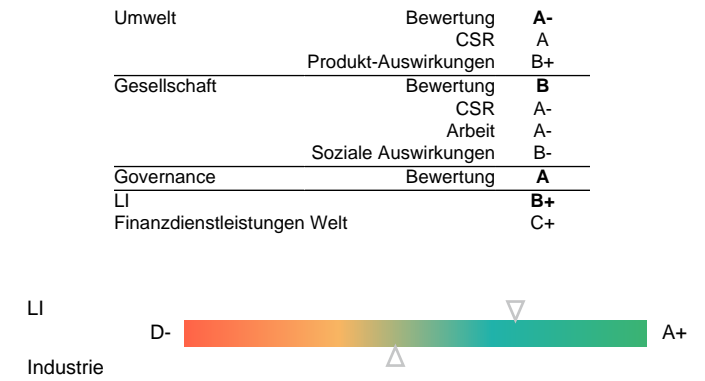 Umwelt Bewertung A-
CSR A
Produkt-Auswirkungen B+
Gesellschaft Bewertung B
CSR A-
Arbeit A-
Soziale Auswirkungen B-
Governance Bewertung A
LI B+
Finanzdienstleistungen Welt C+
LI
D- A+
Industrie